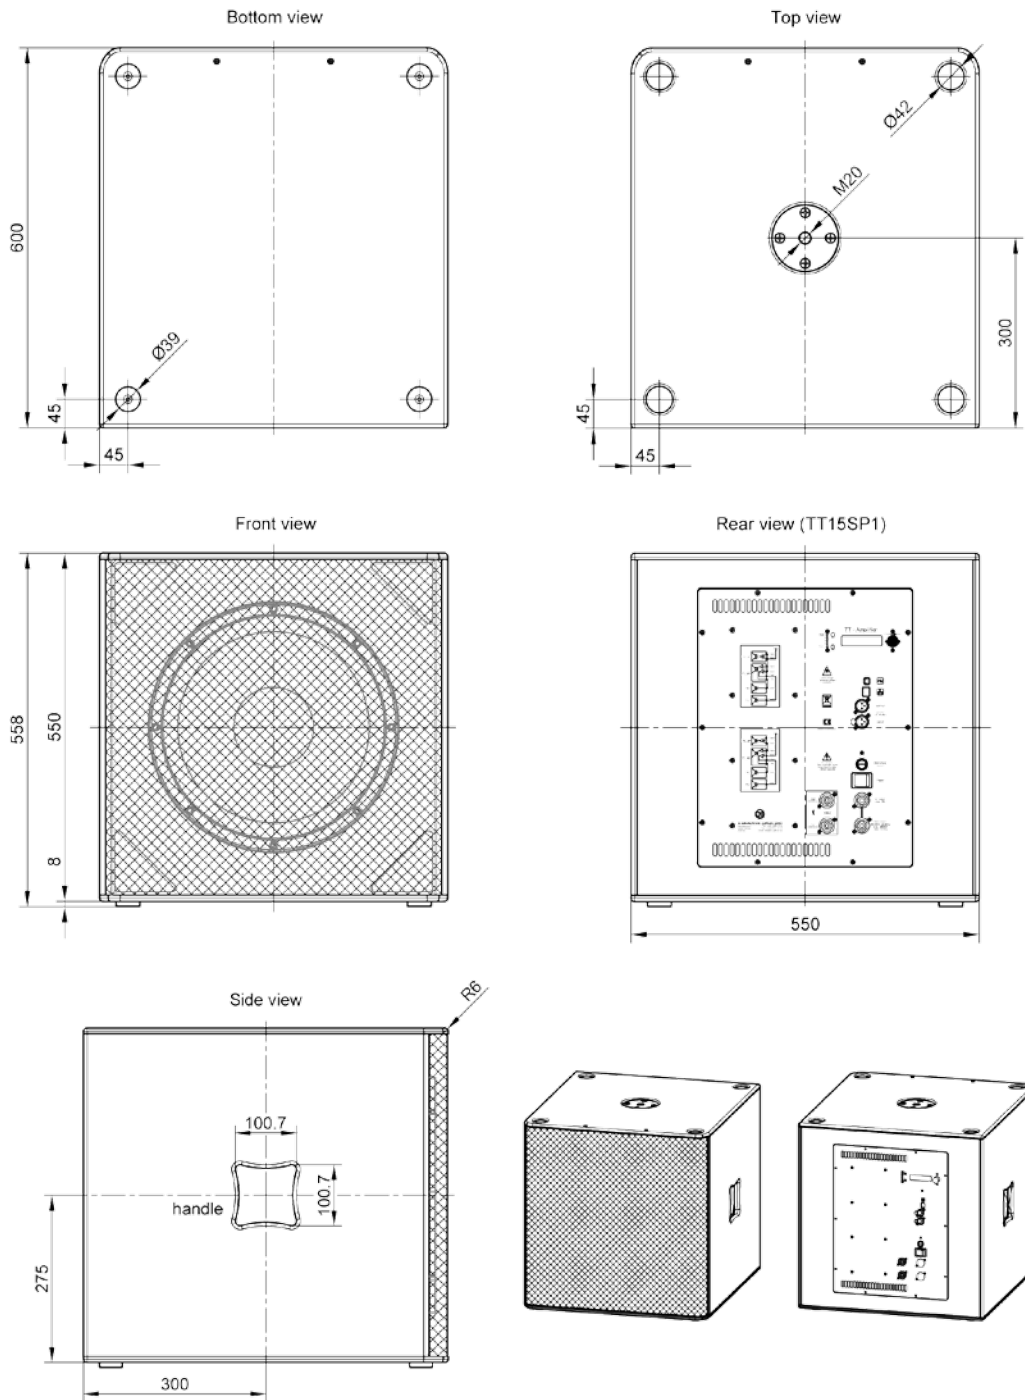 Bottom view
Top view
600
Ø39
45
45
Ø42
M20
300
45
45
Front view
Rear view (TT15SP1)
558
550
8
550
Side view
R6
100.7
100.7
handle
275
300